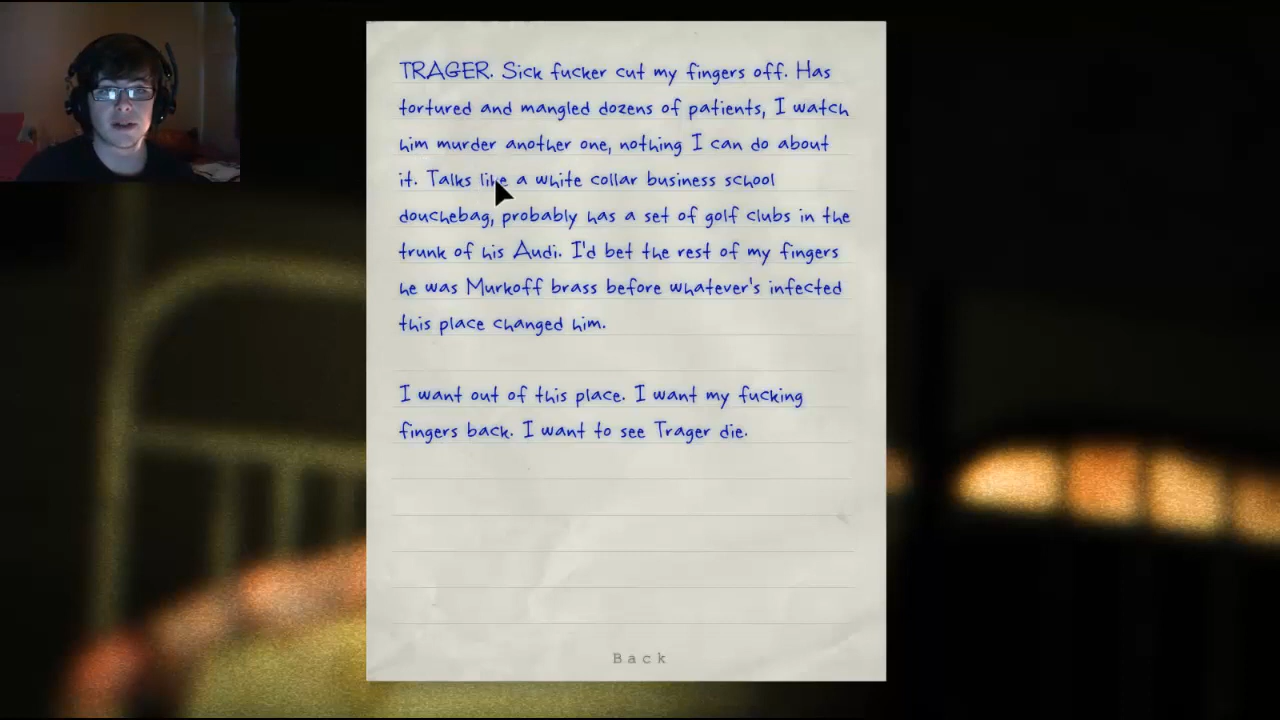 TRAGER. Sick fucker cut my fingers off. Has
tortured and mangled dozens of patients, I watch
him murder another one, nothing I can do about
it. Talks like a white collar business school
douchebag, probably has a set of golf clubs in the
trunk of his Audi. I'd bet the rest of my fingers
he was Murkoff brass before whatever's infected
this place changed him.
I want out of this place. I want my fucking
fingers back. I want to see Trager die.
Back